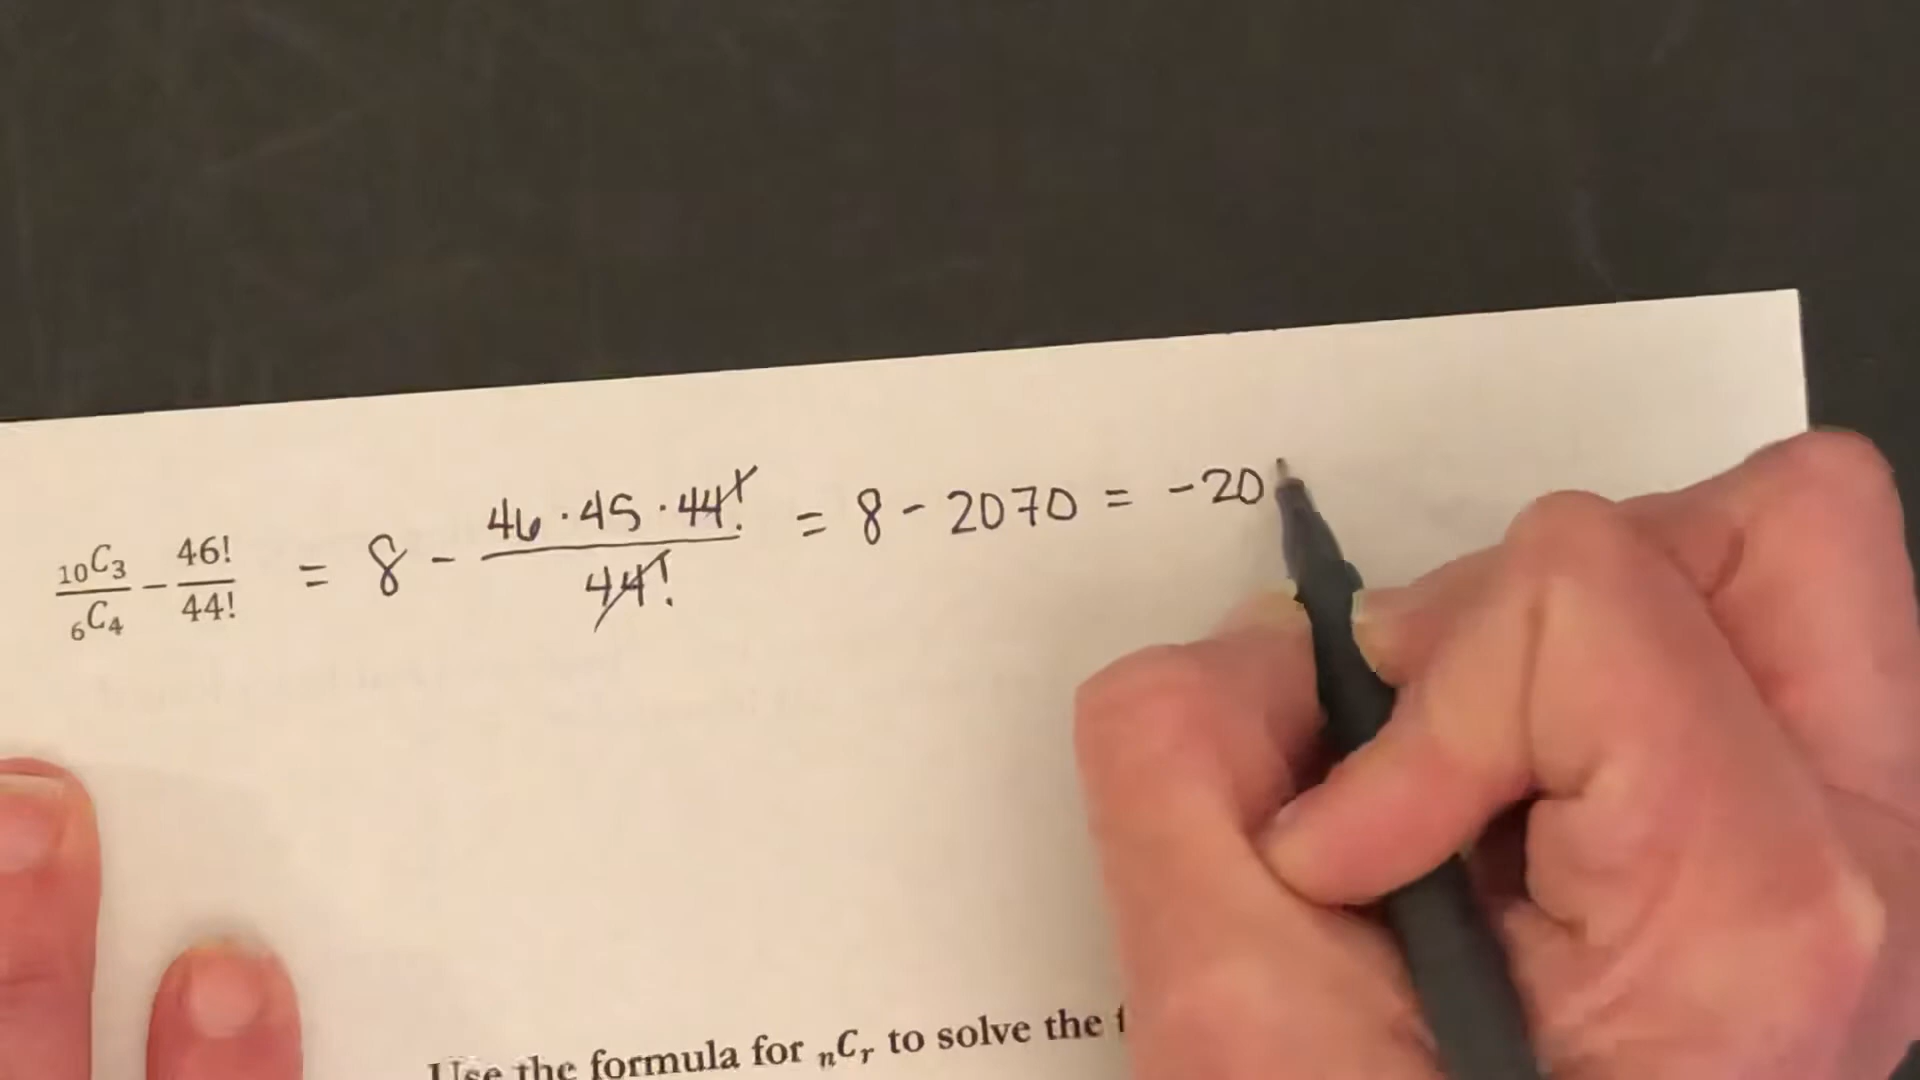 ₁₀C₃/₆C₄ − 46!/44! = 8 - 46·45·44!/44! = 8 - 2070 = -20
Use the formula for ₙCᵣ to solve the